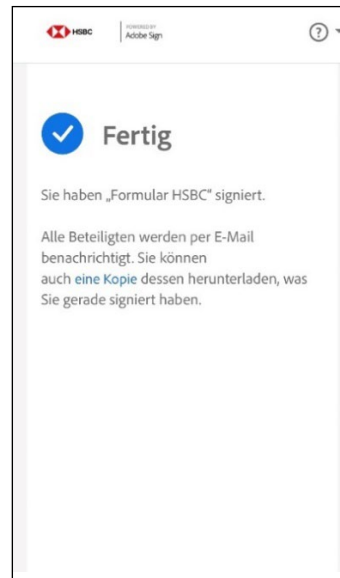 HSBC
POWERED BY
Adobe Sign
?
Fertig
Sie haben „Formular HSBC“ signiert.
Alle Beteiligten werden per E-Mail
benachrichtigt. Sie können
auch eine Kopie dessen herunterladen, was
Sie gerade signiert haben.